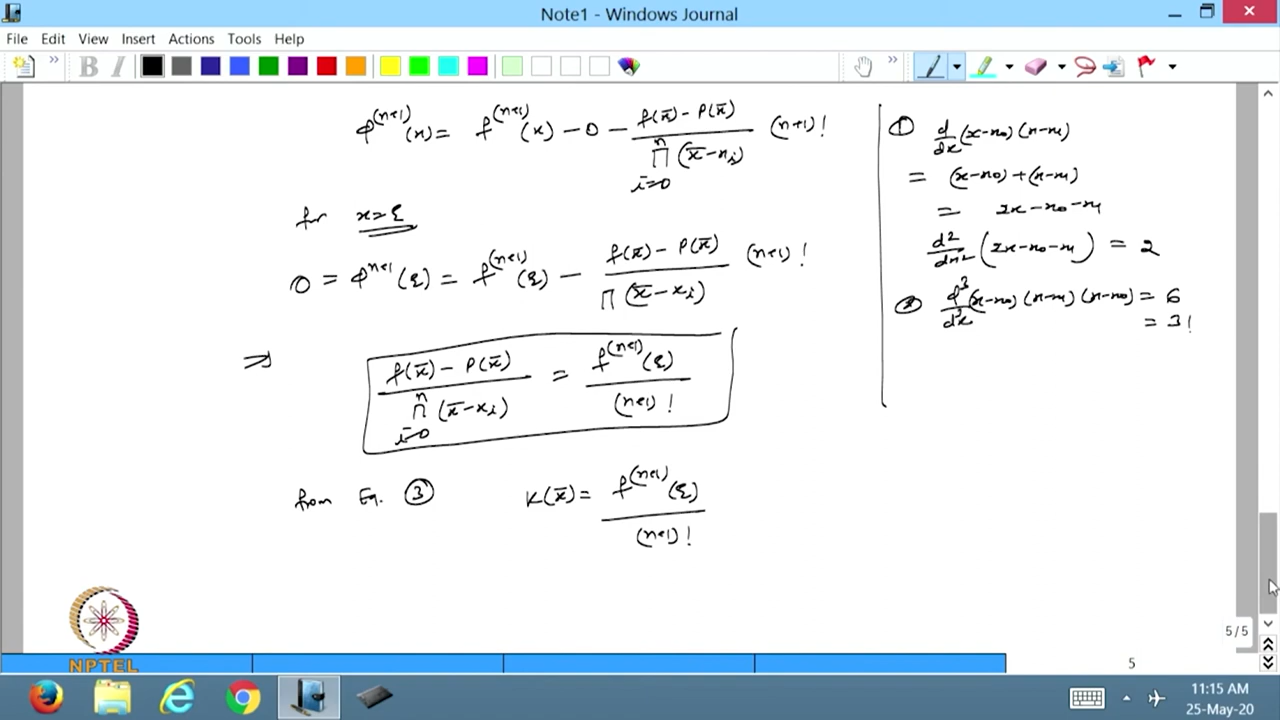 Note1 - Windows Journal
File Edit View Insert Actions Tools Help
φ^(n+1) (x) = f^(n+1) (x) - 0 - (f(x̄) - P(x̄)) / (∏_{i=0}^{n} (x̄-x_i)) (n+1)!
for x=ξ
0 = φ^{n+1} (ξ) = f^(n+1) (ξ) - (f(x̄) - P(x̄)) / (∏ (x̄-x_i)) (n+1)!
⇒ (f(x̄) - P(x̄)) / (∏_{i=0}^{n} (x̄-x_i)) = f^(n+1) (ξ) / (n+1)!
from Eq. ③ K(x̄) = f^(n+1) (ξ) / (n+1)!
① d/dx (x-x0) (x-x1)
= (x-x0) + (x-x1)
= 2x-x0-x1
d²/dx² (2x-x0-x1) = 2
② d³/d³x (x-x0) (x-x1) (x-x0) = 6
= 3!
5/5
NPTEL
5
11:15 AM
25-May-20